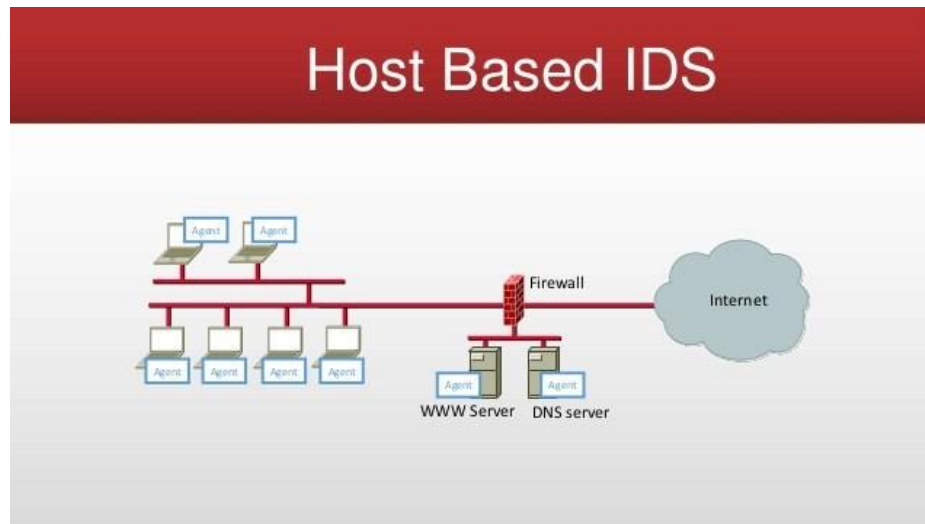 Host Based IDS
Agent
Agent
Firewall
Internet
Agent
Agent
Agent
Agent
Agent
Agent
WWW Server
DNS server